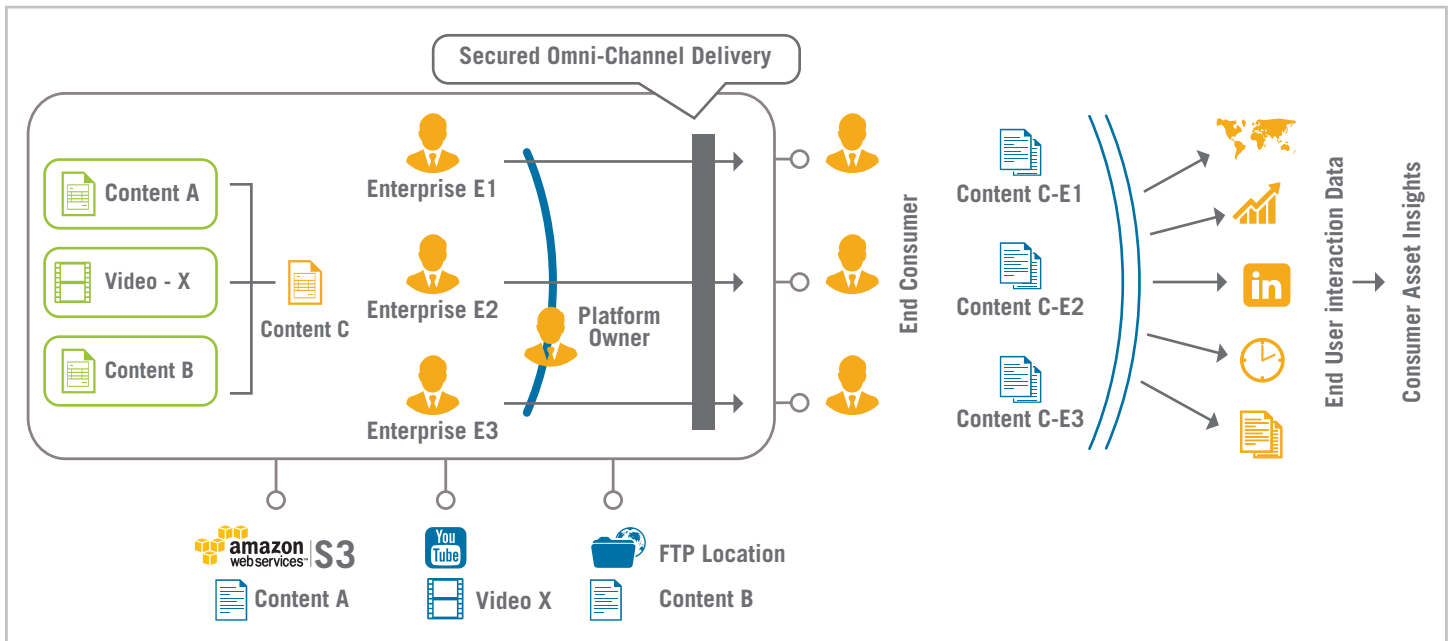 Secured Omni-Channel Delivery
Content A
Video - X
Content B
Content C
Enterprise E1
Enterprise E2
Enterprise E3
Platform
Owner
End Consumer
Content C-E1
Content C-E2
Content C-E3
in
End User interaction Data
Consumer Asset Insights
amazon
webservices™
S3
Content A
You
Tube
Video X
FTP Location
Content B